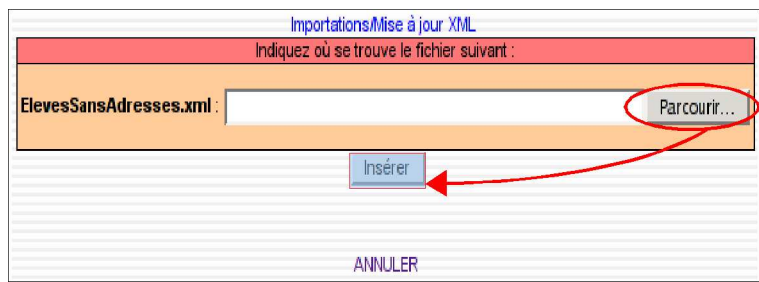 Importations/Mise à jour XML
Indiquez où se trouve le fichier suivant :
ElevesSansAdresses.xml : Parcourir...
Insérer
ANNULER